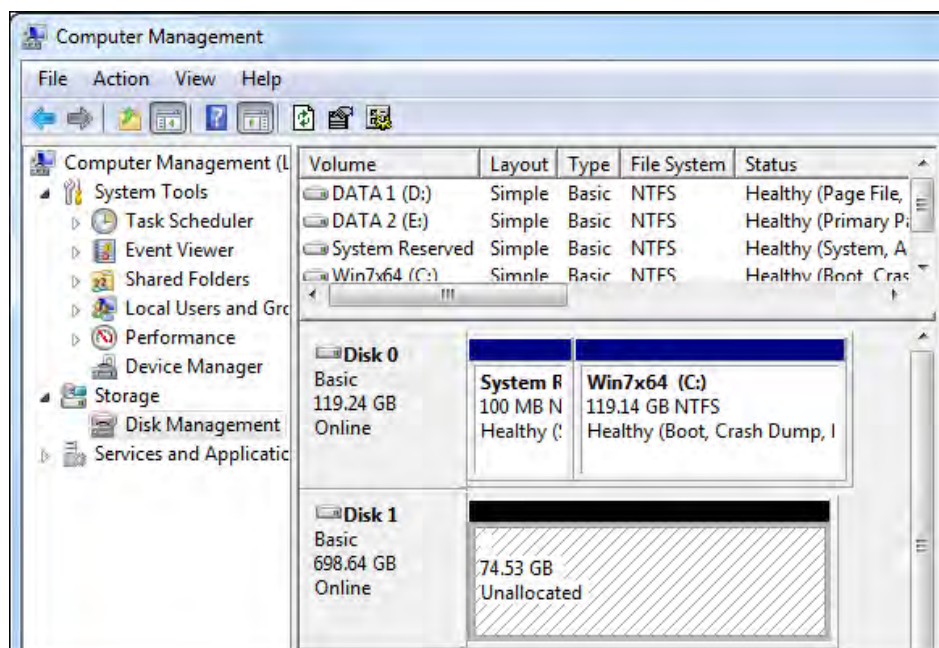 Computer Management
File Action View Help
Computer Management (L
System Tools
Task Scheduler
Event Viewer
Shared Folders
Local Users and Grc
Performance
Device Manager
Storage
Disk Management
Services and Applicatic
Volume Layout Type File System Status
DATA 1 (D:) Simple Basic NTFS Healthy (Page File,
DATA 2 (E:) Simple Basic NTFS Healthy (Primary Pa
System Reserved Simple Basic NTFS Healthy (System, A
Win7x64 (C:) Simple Basic NTFS Healthy (Boot, Cras
Disk 0
Basic
119.24 GB
Online
System R
100 MB N
Healthy (S
Win7x64 (C:)
119.14 GB NTFS
Healthy (Boot, Crash Dump, I
Disk 1
Basic
698.64 GB
Online
74.53 GB
Unallocated